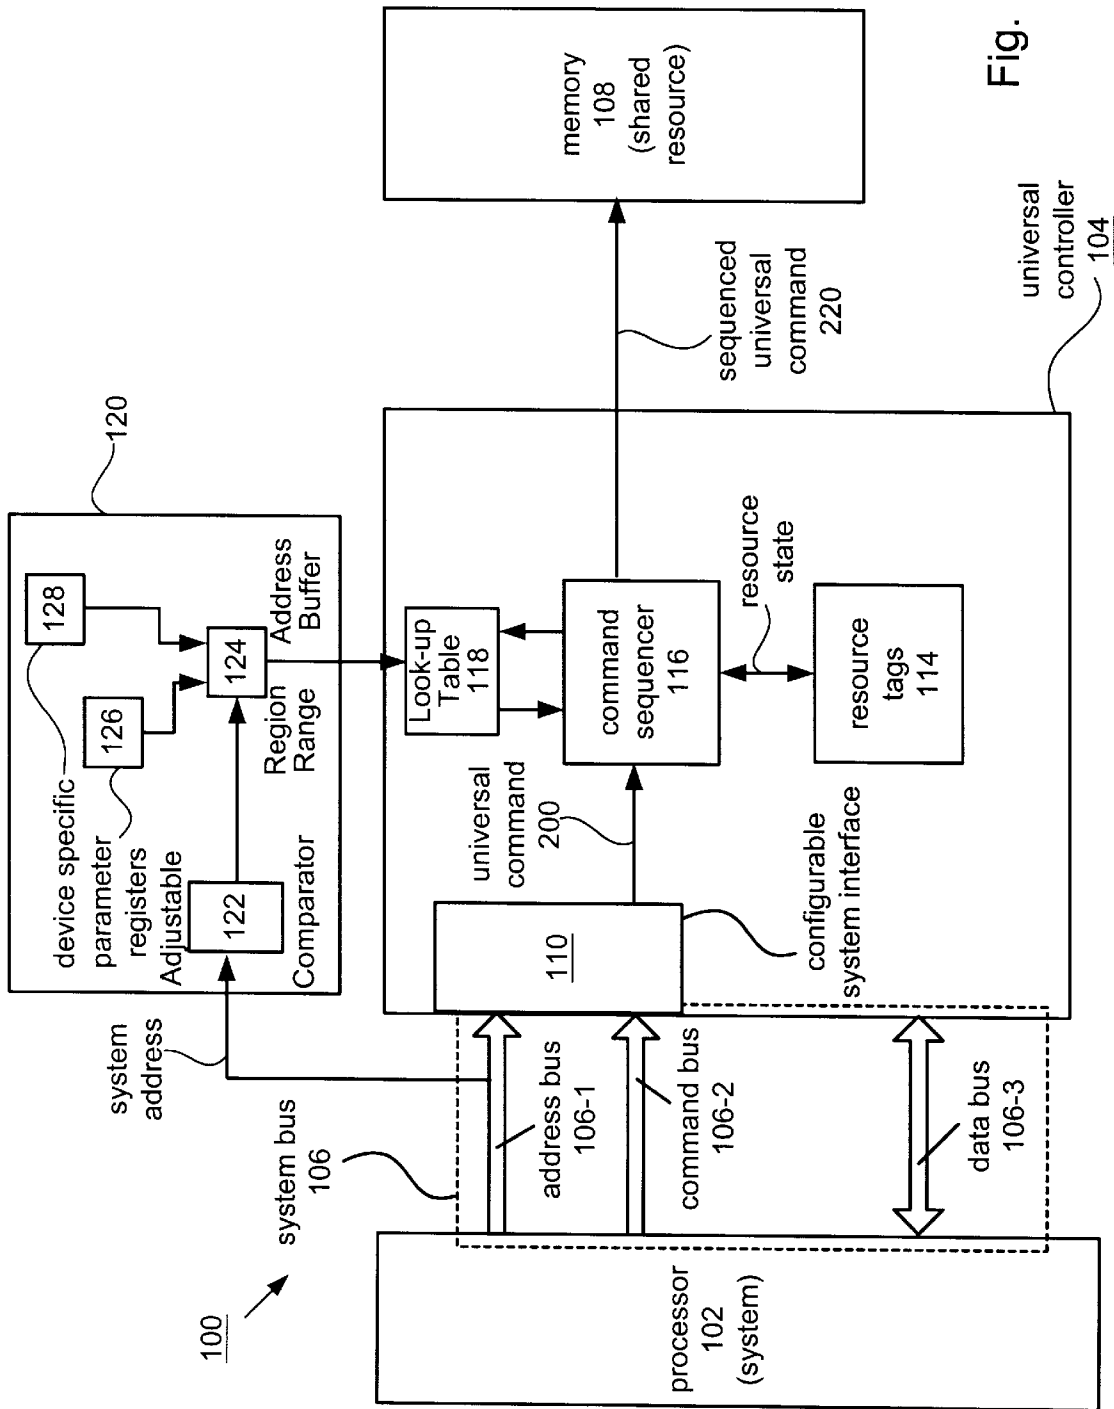 100
system bus
106
system
address
120
device specific
parameter
registers
126
128
Adjustable
122
Comparator
124
Region
Range
Address
Buffer
processor
102
(system)
address bus
106-1
command bus
106-2
data bus
106-3
110
configurable
system interface
universal
command
200
Look-up
Table
118
command
sequencer
116
resource
state
resource
tags
114
sequenced
universal
command
220
universal
controller
104
memory
108
(shared
resource)
Fig.